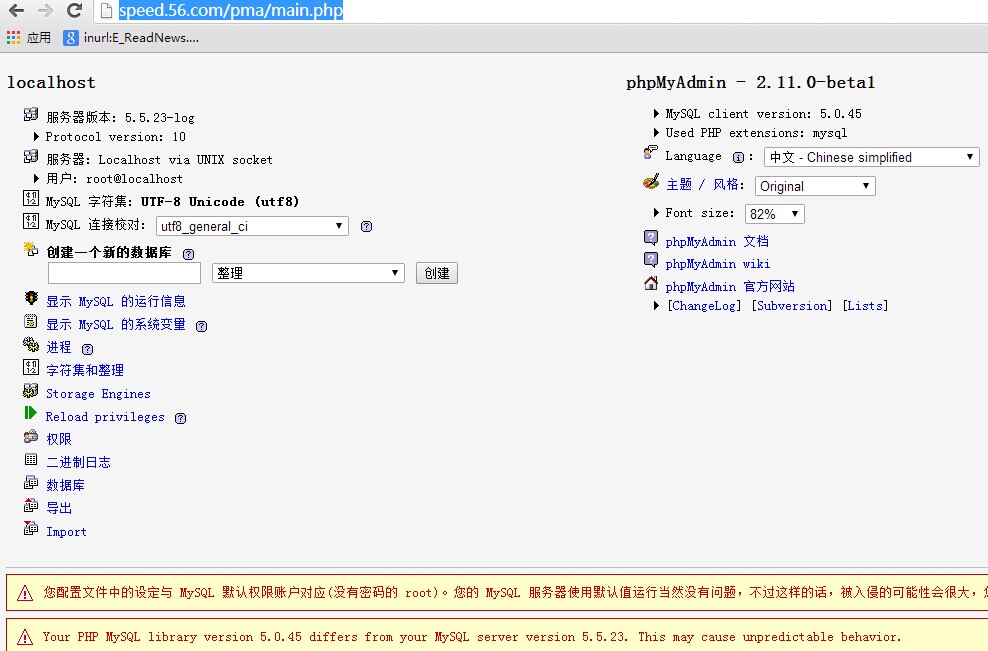 speed.56.com/pma/main.php
应用 inurl:E_ReadNews....
localhost
服务器版本: 5.5.23-log
Protocol version: 10
服务器: Localhost via UNIX socket
用户: root@localhost
MySQL 字符集: UTF-8 Unicode (utf8)
MySQL 连接校对: utf8_general_ci
创建一个新的数据库
整理 创建
显示 MySQL 的运行信息
显示 MySQL 的系统变量
进程
字符集和整理
Storage Engines
Reload privileges
权限
二进制日志
数据库
导出
Import
phpMyAdmin - 2.11.0-beta1
MySQL client version: 5.0.45
Used PHP extensions: mysql
Language : 中文 - Chinese simplified
主题 / 风格: Original
Font size: 82%
phpMyAdmin 文档
phpMyAdmin wiki
phpMyAdmin 官方网站
[ChangeLog] [Subversion] [Lists]
您配置文件中的设定与 MySQL 默认权限账户对应(没有密码的 root)。您的 MySQL 服务器使用默认值运行当然没有问题，不过这样的话，被入侵的可能性会很大，
Your PHP MySQL library version 5.0.45 differs from your MySQL server version 5.5.23. This may cause unpredictable behavior.